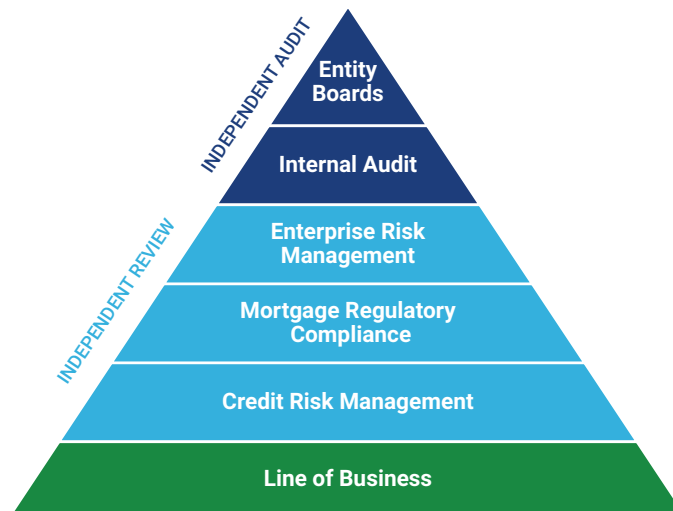 INDEPENDENT AUDIT
Entity
Boards
Internal Audit
INDEPENDENT REVIEW
Enterprise Risk
Management
Mortgage Regulatory
Compliance
Credit Risk Management
Line of Business